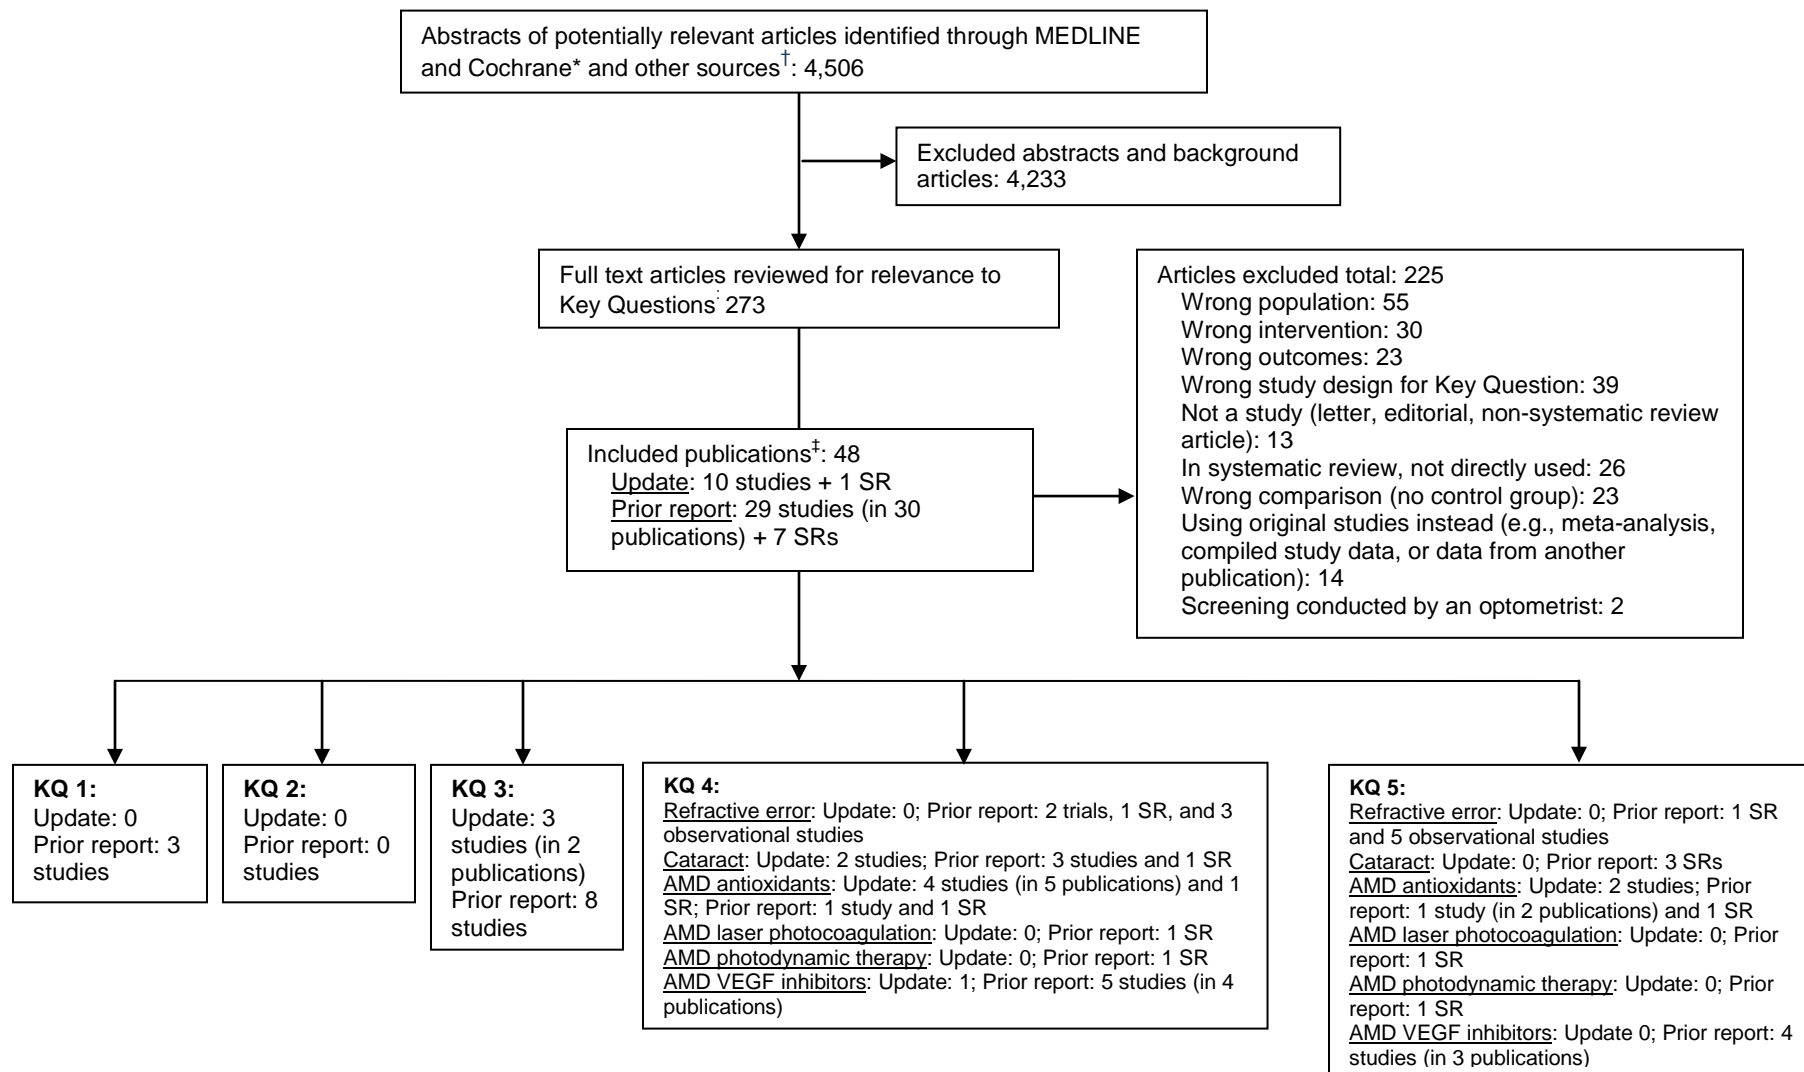 Abstracts of potentially relevant articles identified through MEDLINE
and Cochrane* and other sources†: 4,506
Excluded abstracts and background
articles: 4,233
Full text articles reviewed for relevance to
Key Questions: 273
Articles excluded total: 225
Wrong population: 55
Wrong intervention: 30
Wrong outcomes: 23
Wrong study design for Key Question: 39
Not a study (letter, editorial, non-systematic review
article): 13
In systematic review, not directly used: 26
Wrong comparison (no control group): 23
Using original studies instead (e.g., meta-analysis,
compiled study data, or data from another
publication): 14
Screening conducted by an optometrist: 2
Included publications‡: 48
Update: 10 studies + 1 SR
Prior report: 29 studies (in 30
publications) + 7 SRs
KQ 1:
Update: 0
Prior report: 3
studies
KQ 2:
Update: 0
Prior report: 0
studies
KQ 3:
Update: 3
studies (in 2
publications)
Prior report: 8
studies
KQ 4:
Refractive error: Update: 0; Prior report: 2 trials, 1 SR, and 3
observational studies
Cataract: Update: 2 studies; Prior report: 3 studies and 1 SR
AMD antioxidants: Update: 4 studies (in 5 publications) and 1
SR; Prior report: 1 study and 1 SR
AMD laser photocoagulation: Update: 0; Prior report: 1 SR
AMD photodynamic therapy: Update: 0; Prior report: 1 SR
AMD VEGF inhibitors: Update: 1; Prior report: 5 studies (in 4
publications)
KQ 5:
Refractive error: Update: 0; Prior report: 1 SR
and 5 observational studies
Cataract: Update: 0; Prior report: 3 SRs
AMD antioxidants: Update: 2 studies; Prior
report: 1 study (in 2 publications) and 1 SR
AMD laser photocoagulation: Update: 0; Prior
report: 1 SR
AMD photodynamic therapy: Update: 0; Prior
report: 1 SR
AMD VEGF inhibitors: Update 0; Prior report: 4
studies (in 3 publications)